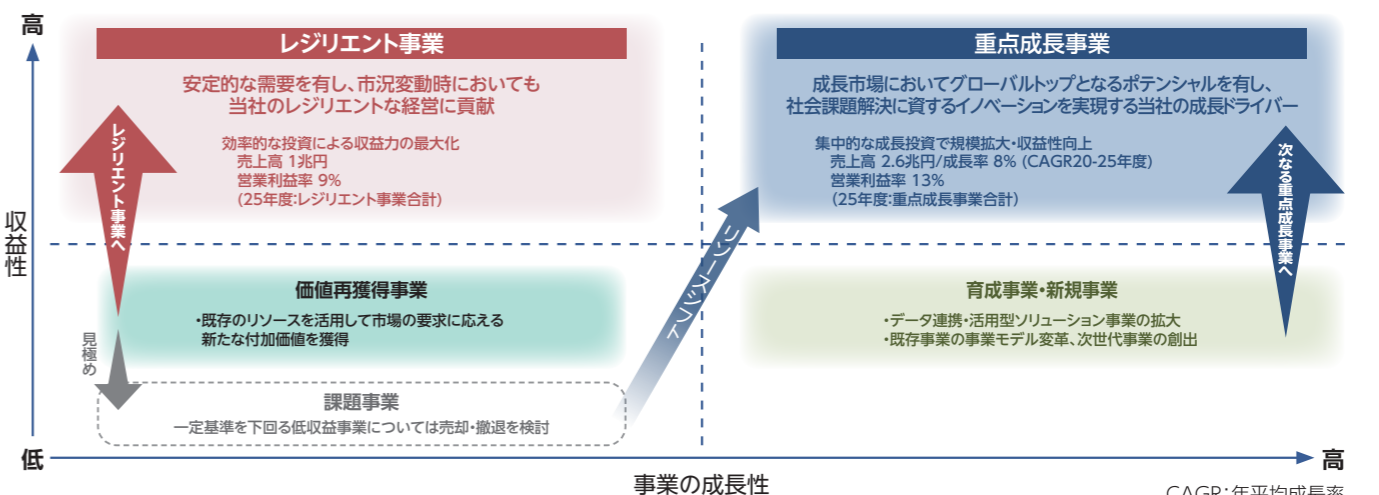 高
レジリエント事業
安定的な需要を有し、市況変動時においても
当社のレジリエントな経営に貢献
効率的な投資による収益力の最大化
売上高 1兆円
営業利益率 9%
(25年度:レジリエント事業合計)
レジリエント事業へ
重点成長事業
成長市場においてグローバルトップとなるポテンシャルを有し、
社会課題解決に資するイノベーションを実現する当社の成長ドライバー
集中的な成長投資で規模拡大・収益性向上
売上高 2.6兆円/成長率 8% (CAGR20-25年度)
営業利益率 13%
(25年度:重点成長事業合計)
次なる重点成長事業へ
収益性
価値再獲得事業
・既存のリソースを活用して市場の要求に応える
新たな付加価値を獲得
見極め
リソースシフト
育成事業・新規事業
・データ連携・活用型ソリューション事業の拡大
・既存事業の事業モデル変革、次世代事業の創出
課題事業
一定基準を下回る低収益事業については売却・撤退を検討
低
高
事業の成長性
CAGR:年平均成長率